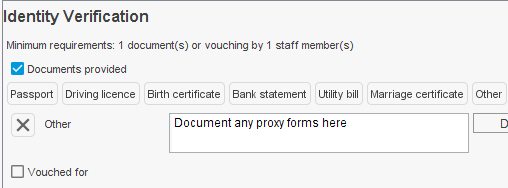 Identity Verification
Minimum requirements: 1 document(s) or vouching by 1 staff member(s)
Documents provided
Passport Driving licence Birth certificate Bank statement Utility bill Marriage certificate Other
Other Document any proxy forms here D
Vouched for